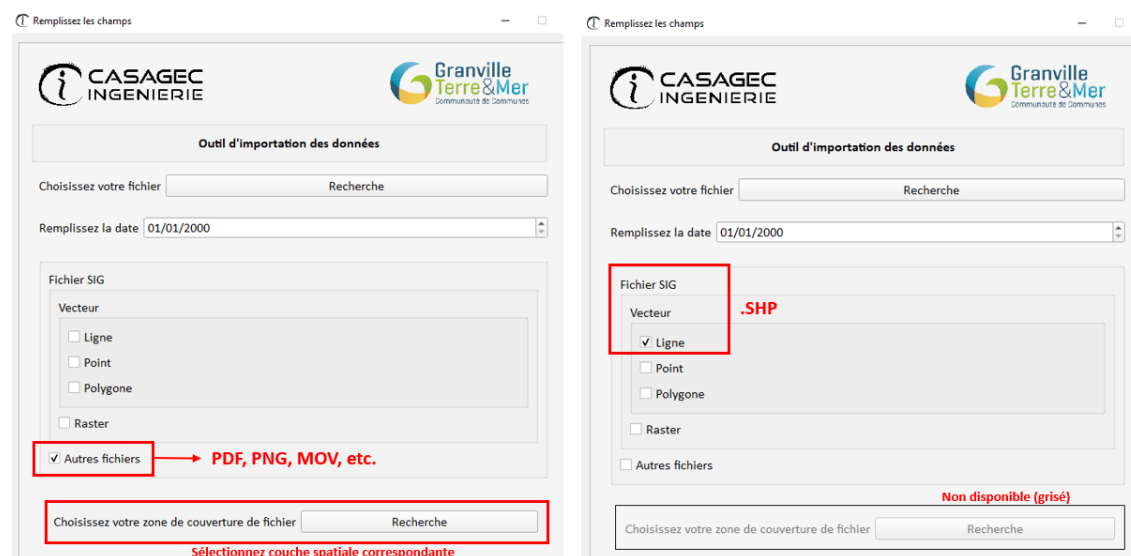 Remplissez les champs
CASAGEC
INGENIERIE
Granville
Terre&Mer
Communauté de Communes
Outil d'importation des données
Choisissez votre fichier Recherche
Remplissez la date 01/01/2000
Fichier SIG
Vecteur
Ligne
Point
Polygone
Raster
Autres fichiers PDF, PNG, MOV, etc.
Choisissez votre zone de couverture de fichier Recherche
Sélectionnez couche spatiale correspondante
Remplissez les champs
CASAGEC
INGENIERIE
Granville
Terre&Mer
Communauté de Communes
Outil d'importation des données
Choisissez votre fichier Recherche
Remplissez la date 01/01/2000
Fichier SIG
Vecteur .SHP
Ligne
Point
Polygone
Raster
Autres fichiers
Non disponible (grisé)
Choisissez votre zone de couverture de fichier Recherche